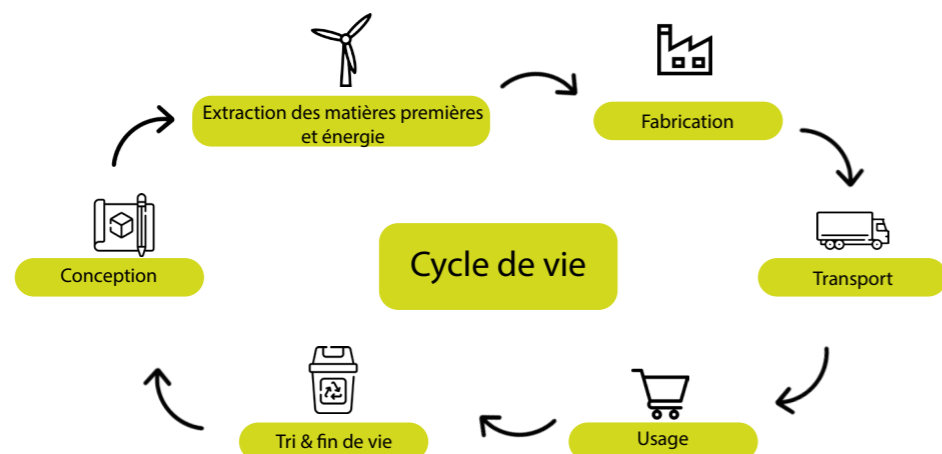 Extraction des matières premières
et énergie
Fabrication
Conception
Cycle de vie
Transport
Tri & fin de vie
Usage